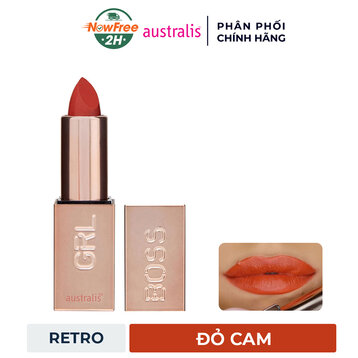 NowFree
2H
australis
PHÂN PHỐI
CHÍNH HÃNG
GRL
BOSS
australis
RETRO
ĐỎ CAM